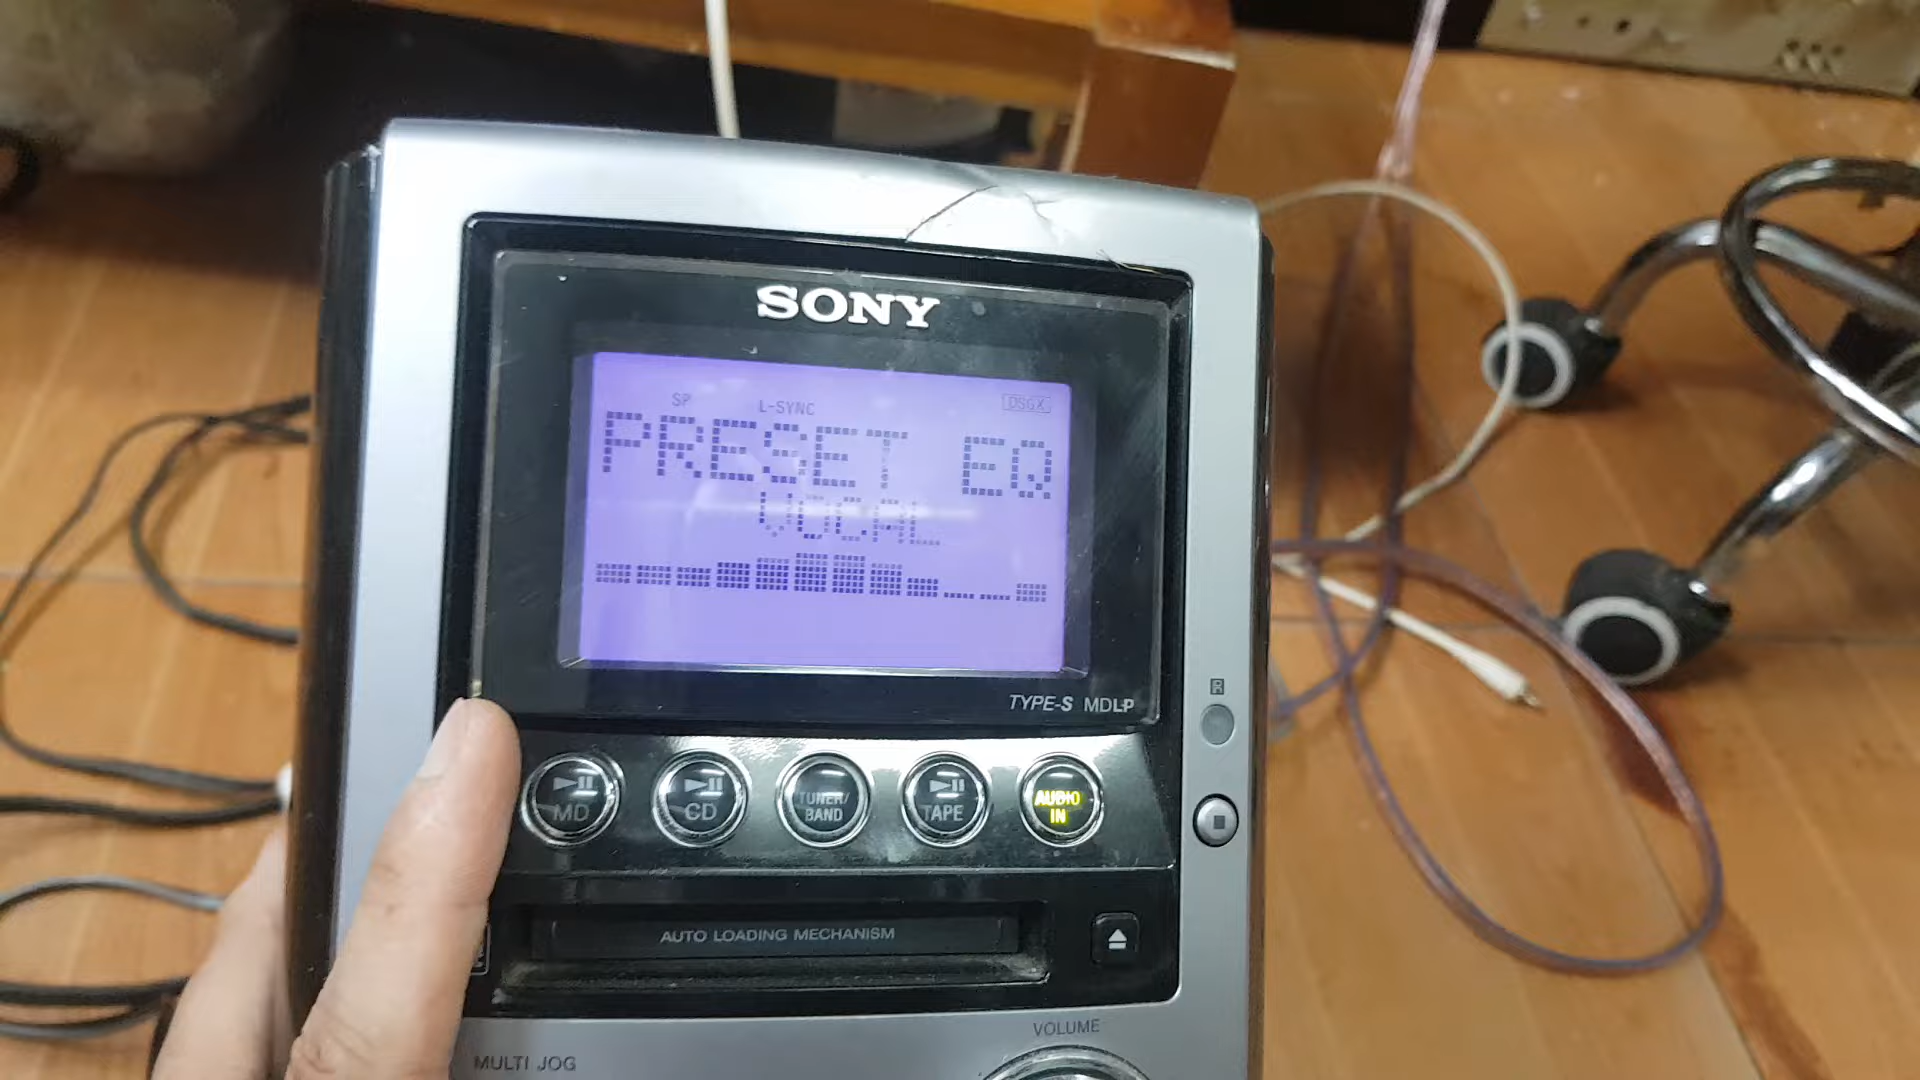 SONY
SP L-SYNC DSGX
PRESET EQ
VOCAL
TYPE-S MDLP
IR
MD
CD
TUNER/
BAND
TAPE
AUDIO
IN
AUTO LOADING MECHANISM
VOLUME
MULTI JOG